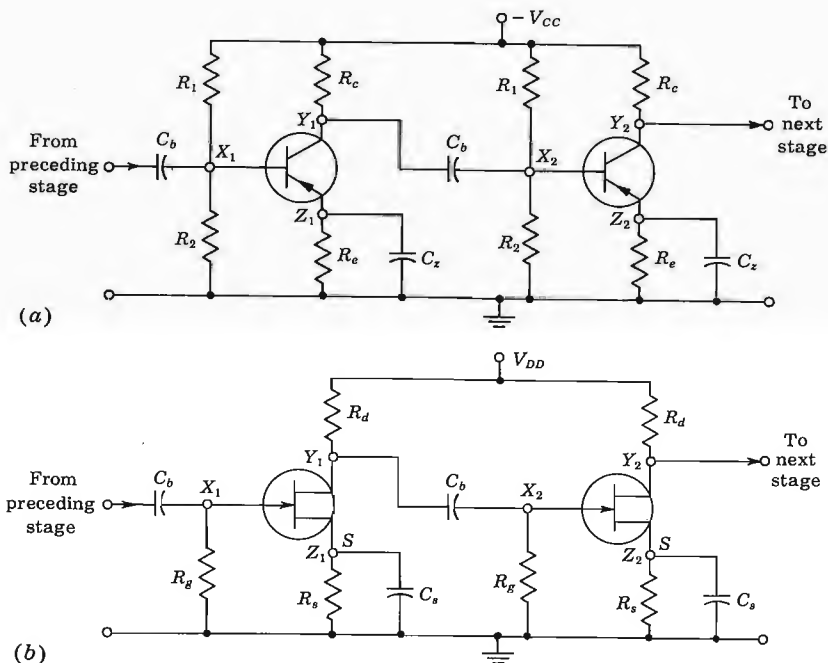 −V_CC
R_1
R_c
R_1
R_c
Y_1
Y_2
To
next
stage
From
preceding
stage
C_b
X_1
C_b
X_2
Z_1
Z_2
R_2
R_e
C_z
R_2
R_e
C_z
(a)
V_DD
R_d
R_d
Y_1
Y_2
To
next
stage
From
preceding
stage
C_b
X_1
C_b
X_2
Z_1 S
Z_2 S
R_g
R_s
C_s
R_g
R_s
C_s
(b)